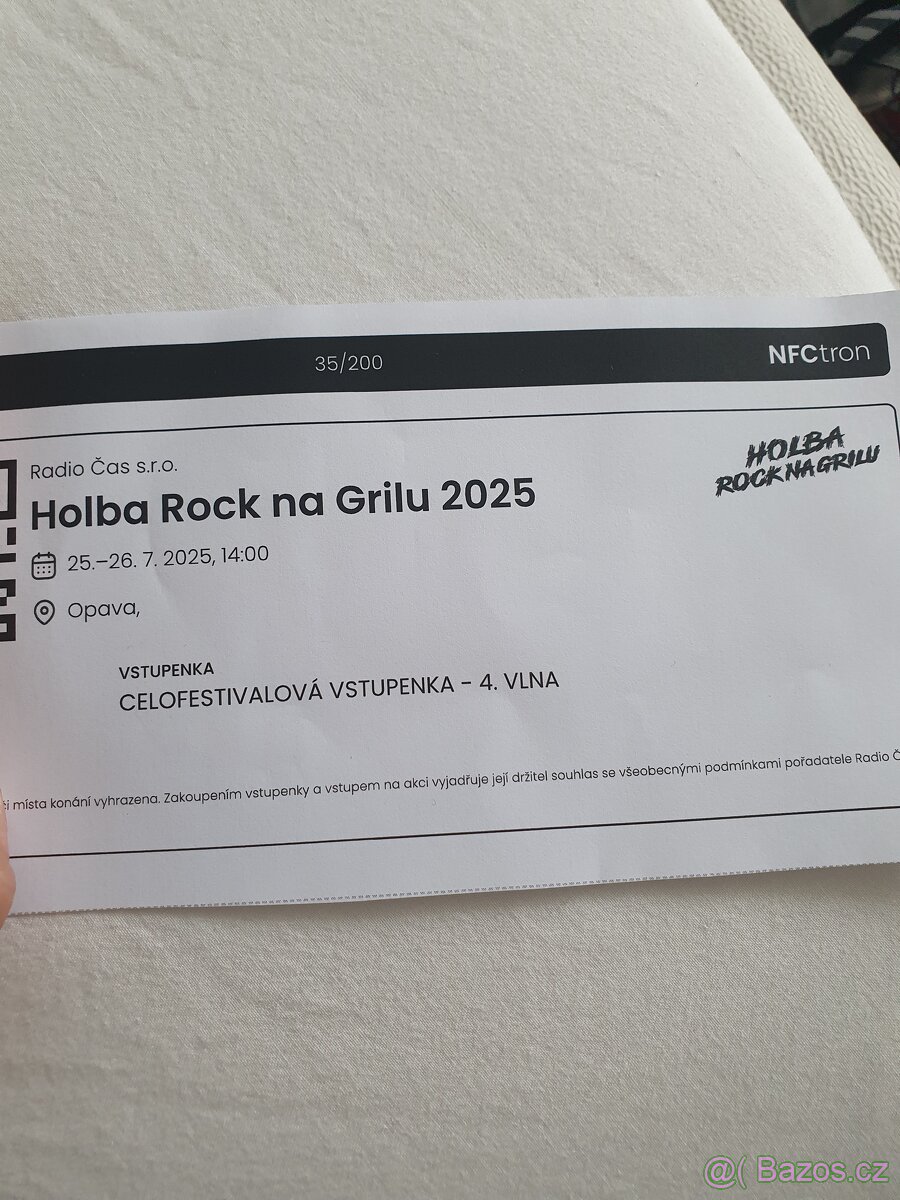 35/200
NFCtron
Radio Čas s.r.o.
HOLBA
ROCK NA GRILU
Holba Rock na Grilu 2025
25.–26. 7. 2025, 14:00
Opava,
VSTUPENKA
CELOFESTIVALOVÁ VSTUPENKA - 4. VLNA
či místa konání vyhrazena. Zakoupením vstupenky a vstupem na akci vyjadřuje její držitel souhlas se všeobecnými podmínkami pořadatele Radio
@( Bazos.cz